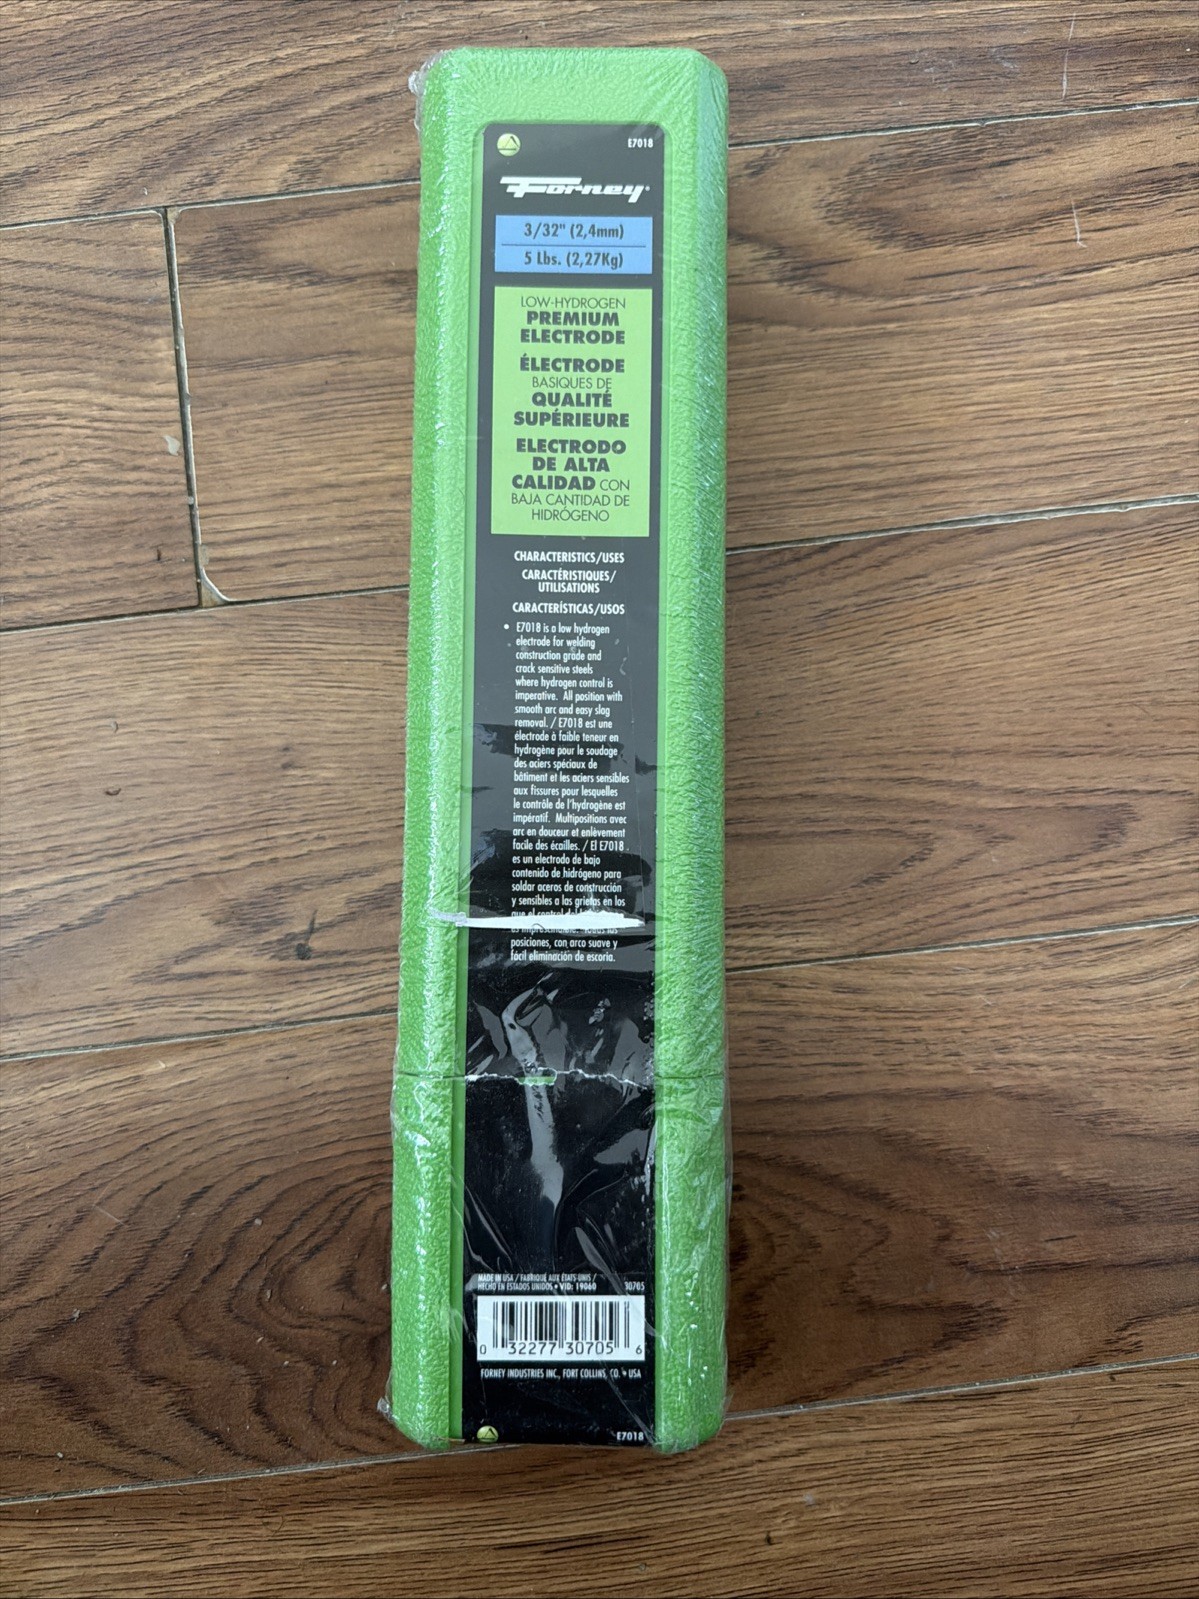 E7018
Forney
3/32" (2,4mm)
5 Lbs. (2,27Kg)
LOW-HYDROGEN
PREMIUM
ELECTRODE
ÉLECTRODE
BASIQUES DE
QUALITÉ
SUPÉRIEURE
ELECTRODO
DE ALTA
CALIDAD CON
BAJA CANTIDAD DE
HIDRÓGENO
CHARACTERISTICS/USES
CARACTÉRISTIQUES/
UTILISATIONS
CARACTERÍSTICAS/USOS
• E7018 is a low hydrogen
electrode for welding
construction grade and
crack sensitive steels
where hydrogen control is
imperative. All position with
smooth arc and easy slag
removal. / E7018 est une
électrode à faible teneur en
hydrogène pour le soudage
des aciers spéciaux de
bâtiment et les aciers sensibles
aux fissures pour lesquelles
le contrôle de l'hydrogène est
impératif. Multipositions avec
arc en douceur et enlèvement
facile des écailles. / El E7018
es un electrodo de bajo
contenido de hidrógeno para
soldar aceros de construcción
y sensibles a las grietas en los
que el control
es imprescindible. Todas las
posiciones, con arco suave y
fácil eliminación de escoria.
MADE IN USA / FABRIQUÉ AUX ÉTATS-UNIS /
HECHO EN ESTADOS UNIDOS • VID: 19060 30705
0 32277 30705 6
FORNEY INDUSTRIES INC., FORT COLLINS, CO. • USA
E7018